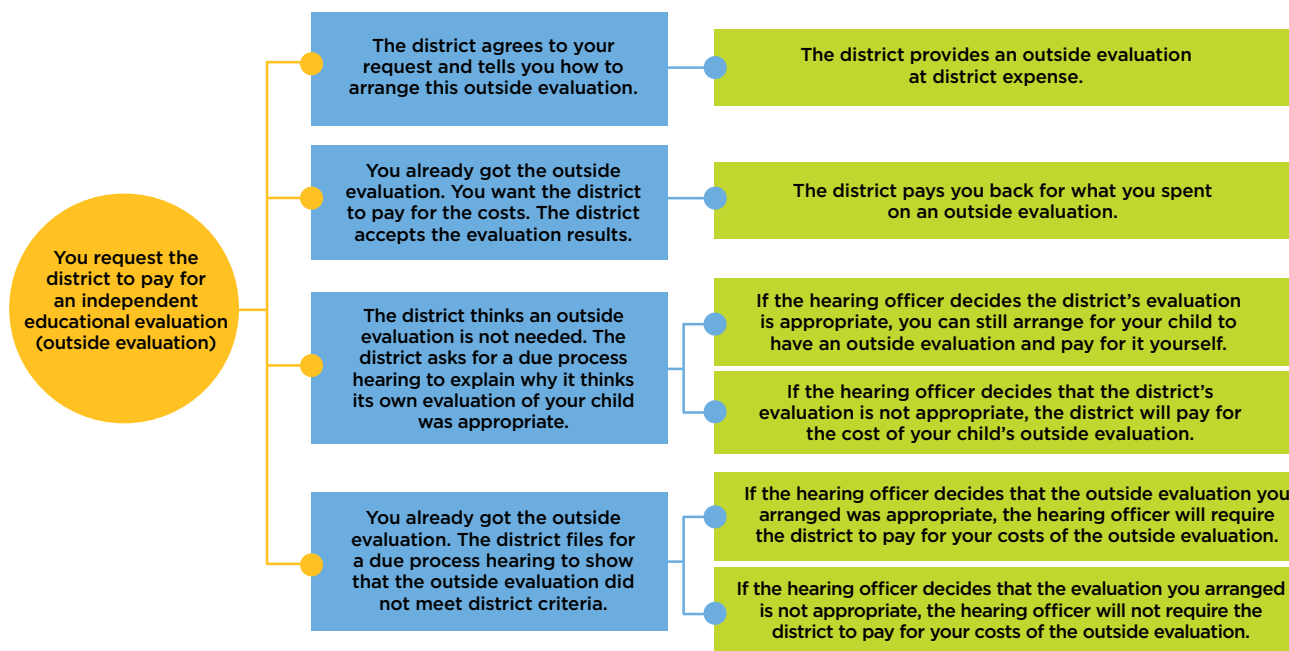 You request the
district to pay for
an independent
educational evaluation
(outside evaluation)
The district agrees to your
request and tells you how to
arrange this outside evaluation.
The district provides an outside evaluation
at district expense.
You already got the outside
evaluation. You want the district
to pay for the costs. The district
accepts the evaluation results.
The district pays you back for what you spent
on an outside evaluation.
The district thinks an outside
evaluation is not needed. The
district asks for a due process
hearing to explain why it thinks
its own evaluation of your child
was appropriate.
If the hearing officer decides the district’s evaluation
is appropriate, you can still arrange for your child to
have an outside evaluation and pay for it yourself.
If the hearing officer decides that the district’s
evaluation is not appropriate, the district will pay for
the cost of your child’s outside evaluation.
You already got the outside
evaluation. The district files for
a due process hearing to show
that the outside evaluation did
not meet district criteria.
If the hearing officer decides that the outside evaluation you
arranged was appropriate, the hearing officer will require
the district to pay for your costs of the outside evaluation.
If the hearing officer decides that the evaluation you arranged
is not appropriate, the hearing officer will not require the
district to pay for your costs of the outside evaluation.